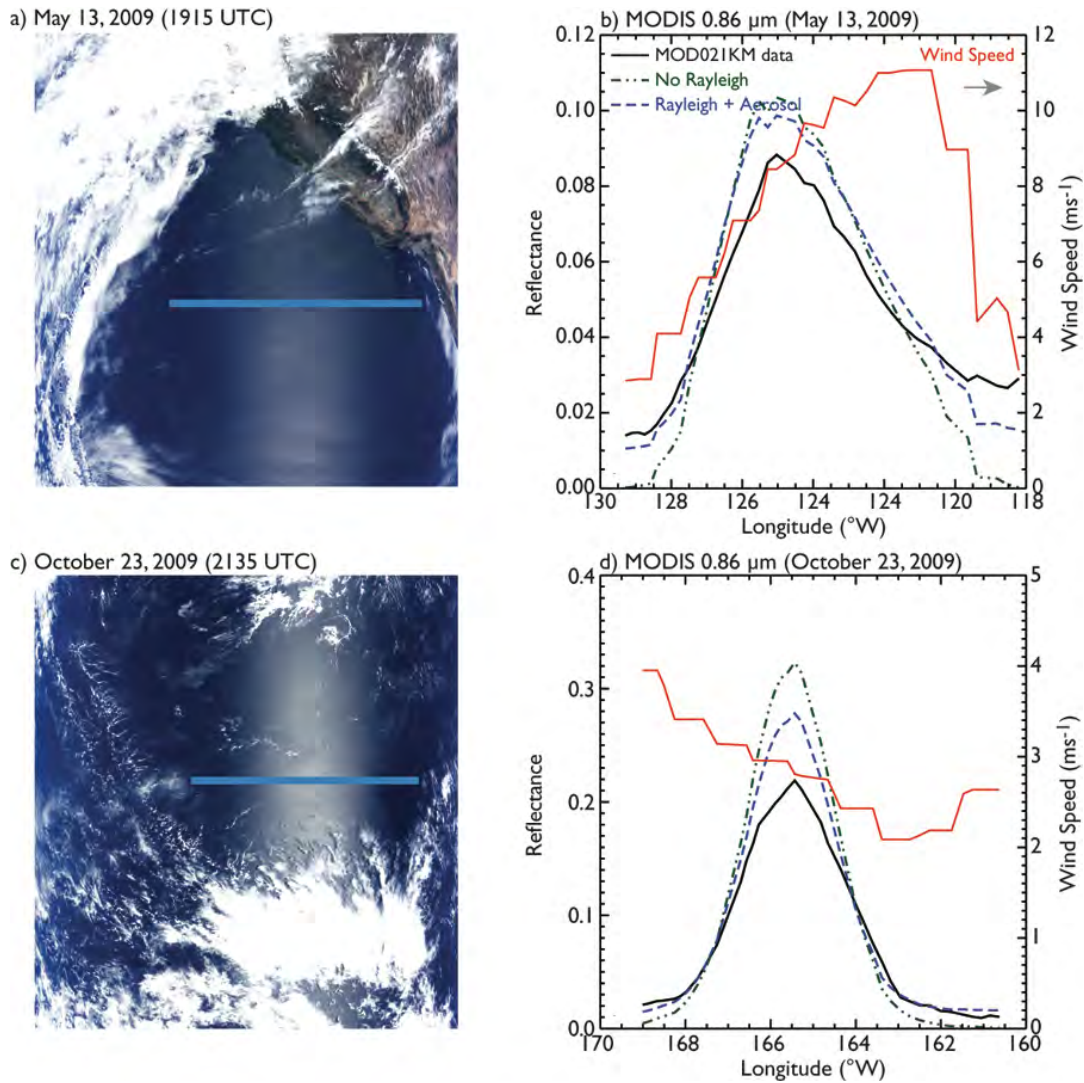 a) May 13, 2009 (1915 UTC)
b) MODIS 0.86 µm (May 13, 2009)
0.12
0.10
0.08
0.06
0.04
0.02
0.00
Reflectance
MOD021KM data
No Rayleigh
Rayleigh + Aerosol
Wind Speed
12
10
8
6
4
2
0
Wind Speed (ms-1)
130 128 126 124 124 120 118
Longitude (°W)
c) October 23, 2009 (2135 UTC)
d) MODIS 0.86 µm (October 23, 2009)
0.4
0.3
0.2
0.1
0.0
Reflectance
5
4
3
2
1
0
Wind Speed (ms-1)
170 168 166 164 162 160
Longitude (°W)